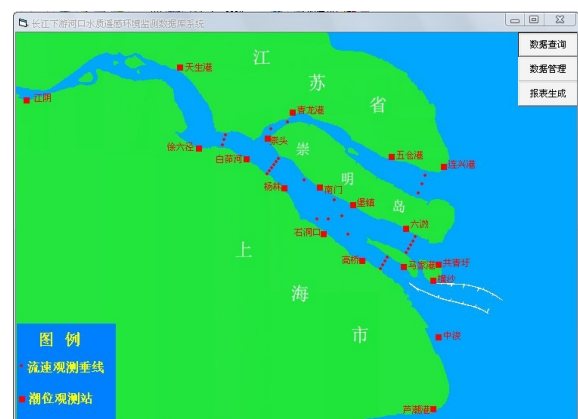 长江下游河口水质遥感环境监测数据库系统
数据查询
数据管理
报表生成
江
苏
省
天生港
江阴
青龙港
崇头
徐六泾
白茆河
崇
明
岛
五仓港
连兴港
杨林
南门
堡镇
六滧
石洞口
高桥
马家港
共青圩
横沙
上
海
市
中浚
芦潮港
图 例
流速观测垂线
潮位观测站